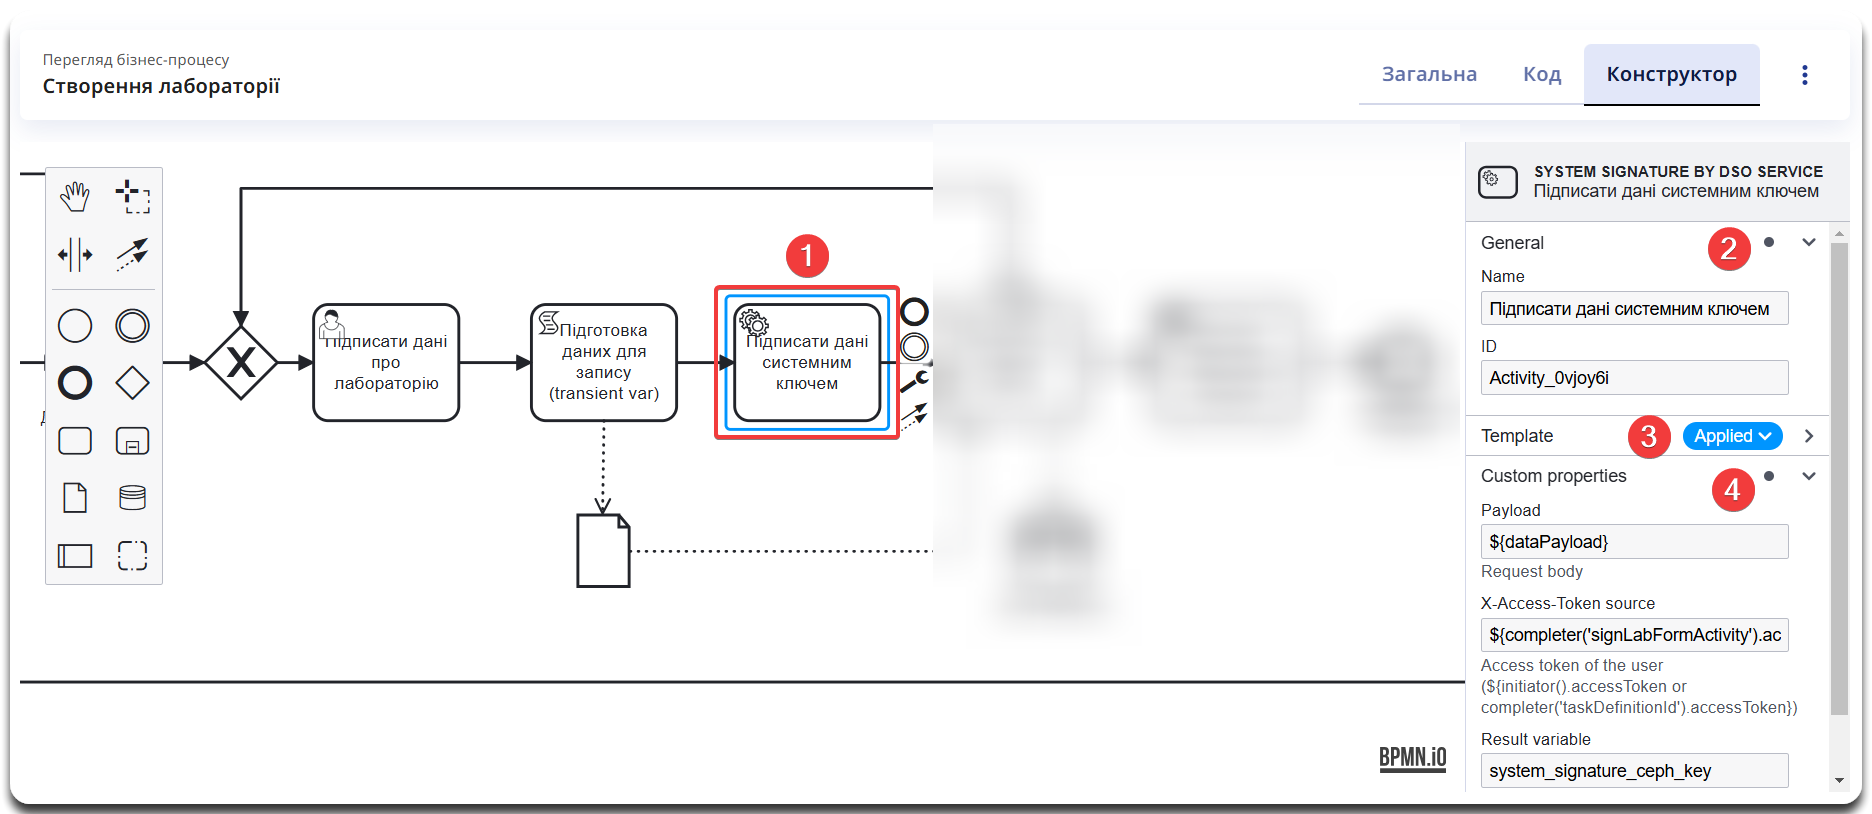 Перегляд бізнес-процесу
Створення лабораторії
Загальна
Код
Конструктор
Підписати дані
про
лабораторію
Підготовка
даних для
запису
(transient var)
1
Підписати дані
системним
ключем
BPMN.iO
SYSTEM SIGNATURE BY DSO SERVICE
Підписати дані системним ключем
General
2
Name
Підписати дані системним ключем
ID
Activity_0vjoy6i
Template
3
Applied
Custom properties
4
Payload
${dataPayload}
Request body
X-Access-Token source
${completer('signLabFormActivity').ac
Access token of the user
(${initiator().accessToken or
completer('taskDefinitionId').accessToken})
Result variable
system_signature_ceph_key